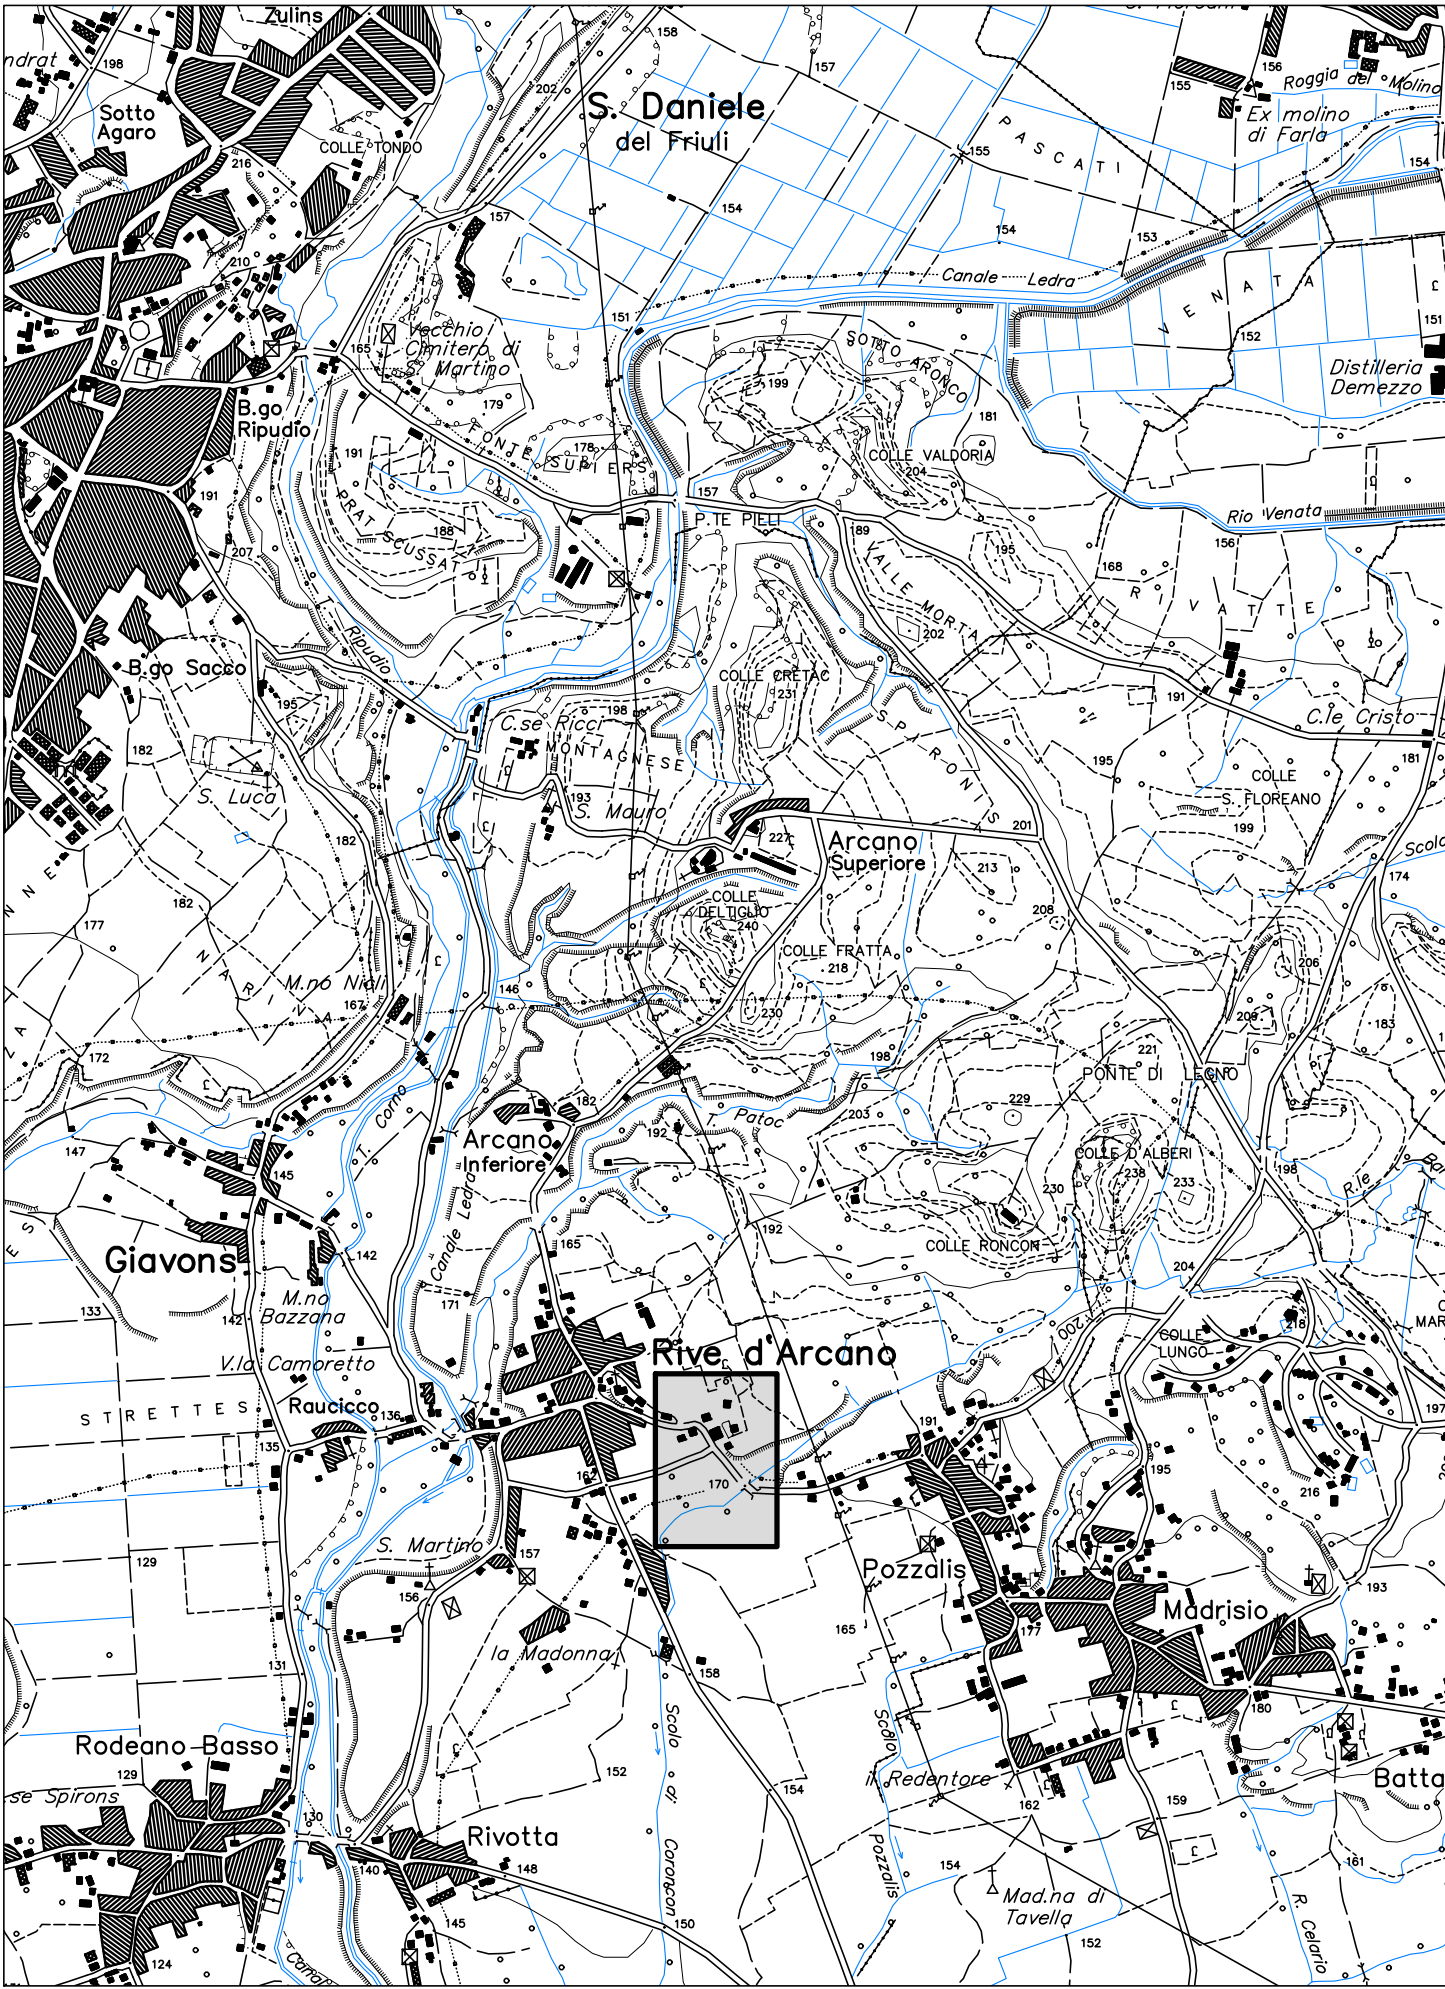 Zulins
158
202
157
155
156
Roggia del Molino
198
Sotto
Agaro
COLLE TONDO
S. Daniele
del Friuli
PASCATI
Ex molino
di Farla
216
155
154
157
154
154
153
210
Canale Ledra
VENATA
151
151
152
Vecchio
Cimitero di
S. Martino
165
SOTTO ARONCO
Distilleria
Demezzo
199
179
181
B.go
Ripudio
FONTE SUPIERS
178
191
COLLE VALDORIA
204
191
157
PRAT SCUSSAT
188
P.TE PIELI
189
Rio Venata
156
207
195
168
VALLE MORTA
RIVATTE
202
Ripudio
B.go Sacco
COLLE CRETAC
231
191
195
198
C.se Ricci
MONTAGNESE
SPARONIS
C.le Cristo
182
195
181
S. Luca
193
S. Mauro
COLLE
S. FLOREANO
199
182
227
Arcano
Superiore
201
213
174
177
182
COLLE
DEL TIGLIO
240
208
NARIVA
COLLE FRATTA
218
206
M.no Nicli
167
146
230
209
183
172
198
221
PONTE DI LEGNO
T. Corno
182
T. Patoc
203
229
147
Arcano
Inferiore
192
COLLE D'ALBERI
238
145
230
233
198
R.le
192
Giavons
142
165
COLLE RONCON
Canale Ledra
204
M.no
Bazzana
171
133
142
200
218
COLLE
LUNGO
V.la Camoretto
Rive d'Arcano
STRETTES
Raucicco
136
191
197
135
162
170
195
216
S. Martino
157
129
156
Pozzalis
193
Madrisio
165
177
la Madonna
131
158
180
Scolo di Coroncon
Scolo Pozzalis
Rodeano Basso
129
152
il Redentore
Batta
se Spirons
154
162
159
130
Rivotta
140
148
154
161
Mad.na di
Tavella
145
150
152
R. Celario
124